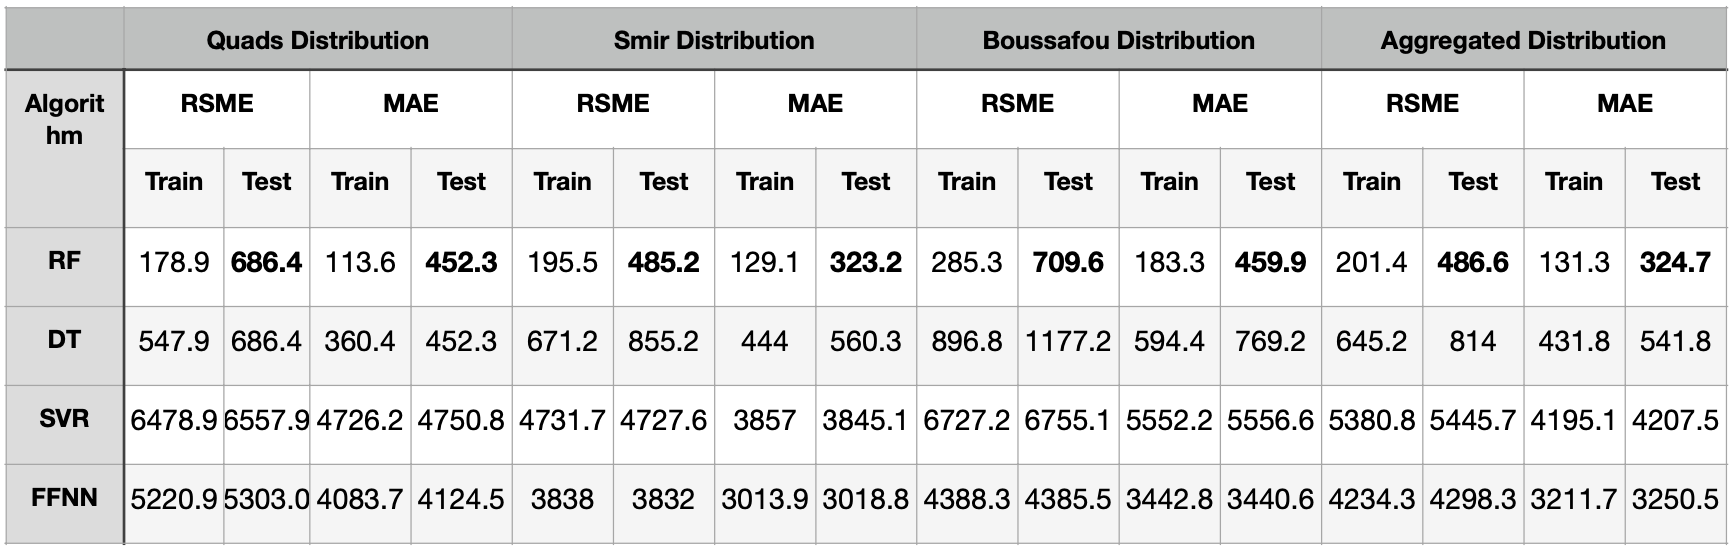 Quads Distribution Smir Distribution Boussafou Distribution Aggregated Distribution
Algorit RSME MAE RSME MAE RSME MAE RSME MAE
hm
Train Test Train Test Train Test Train Test Train Test Train Test Train Test Train Test
RF 178.9 686.4 113.6 452.3 195.5 485.2 129.1 323.2 285.3 709.6 183.3 459.9 201.4 486.6 131.3 324.7
DT 547.9 686.4 360.4 452.3 671.2 855.2 444 560.3 896.8 1177.2 594.4 769.2 645.2 814 431.8 541.8
SVR 6478.9 6557.9 4726.2 4750.8 4731.7 4727.6 3857 3845.1 6727.2 6755.1 5552.2 5556.6 5380.8 5445.7 4195.1 4207.5
FFNN 5220.9 5303.0 4083.7 4124.5 3838 3832 3013.9 3018.8 4388.3 4385.5 3442.8 3440.6 4234.3 4298.3 3211.7 3250.5